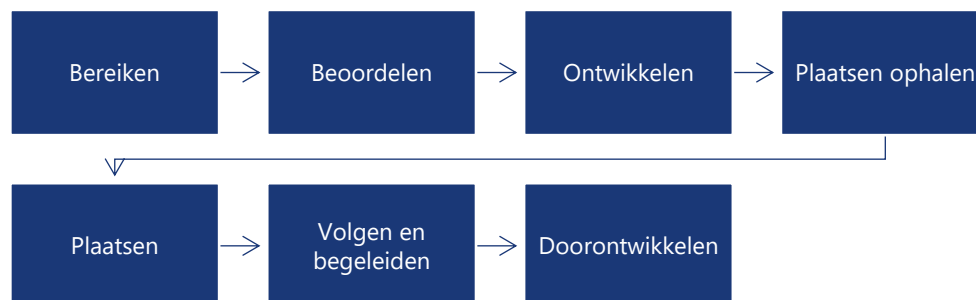 Bereiken
Beoordelen
Ontwikkelen
Plaatsen ophalen
Plaatsen
Volgen en
begeleiden
Doorontwikkelen